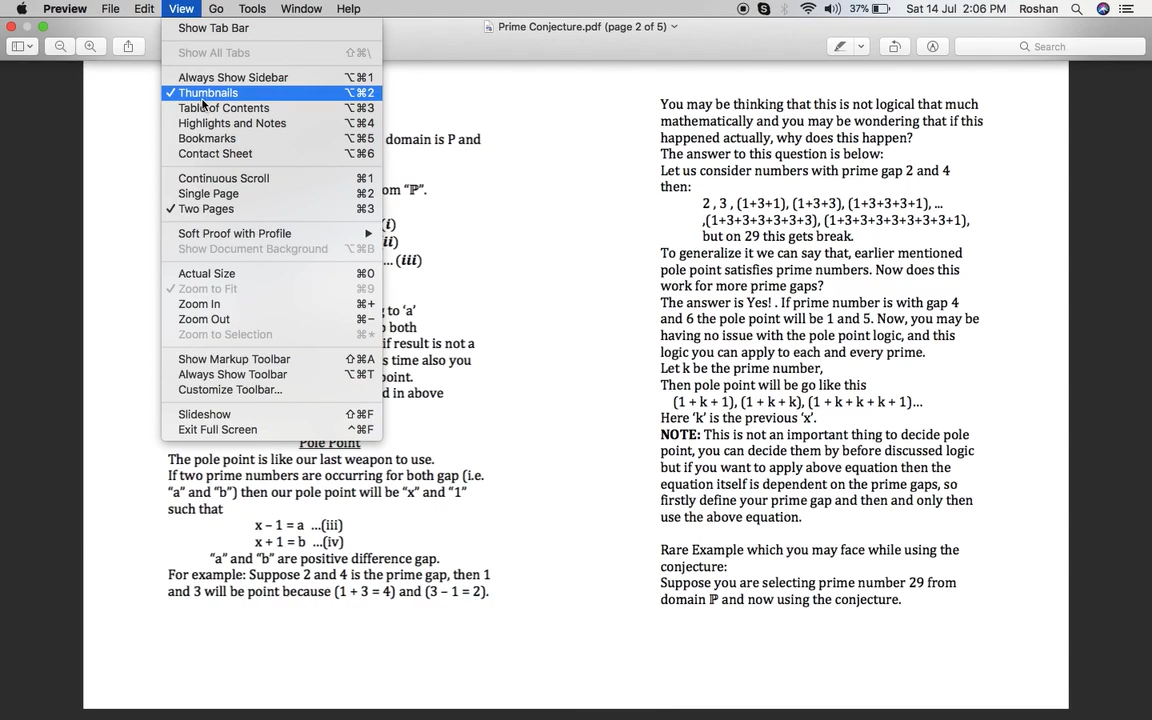 Preview File Edit View Go Tools Window Help
37% Sat 14 Jul 2:06 PM Roshan
Prime Conjecture.pdf (page 2 of 5)
Search
Show Tab Bar
Show All Tabs ⇧⌘\
Always Show Sidebar ⌥⌘1
✓ Thumbnails ⌥⌘2
Table of Contents ⌥⌘3
Highlights and Notes ⌥⌘4
Bookmarks ⌥⌘5
Contact Sheet ⌥⌘6
Continuous Scroll ⌘1
Single Page ⌘2
✓ Two Pages ⌘3
Soft Proof with Profile
Show Document Background ⌥⌘B
Actual Size ⌘0
✓ Zoom to Fit ⌘9
Zoom In ⌘+
Zoom Out ⌘−
Zoom to Selection ⌘*
Show Markup Toolbar ⇧⌘A
Always Show Toolbar ⌥⌘T
Customize Toolbar...
Slideshow ⇧⌘F
Exit Full Screen ^⌘F
domain is P and
om “ℙ”.
(i)
ii)
... (iii)
g to ‘a’
both
if result is not a
s time also you
point.
d in above
Pole Point
The pole point is like our last weapon to use.
If two prime numbers are occurring for both gap (i.e.
“a” and “b”) then our pole point will be “x” and “1”
such that
x – 1 = a ...(iii)
x + 1 = b ...(iv)
“a” and “b” are positive difference gap.
For example: Suppose 2 and 4 is the prime gap, then 1
and 3 will be point because (1 + 3 = 4) and (3 – 1 = 2).
You may be thinking that this is not logical that much
mathematically and you may be wondering that if this
happened actually, why does this happen?
The answer to this question is below:
Let us consider numbers with prime gap 2 and 4
then:
2 , 3 , (1+3+1), (1+3+3), (1+3+3+3+1), ...
,(1+3+3+3+3+3+3), (1+3+3+3+3+3+3+3+1),
but on 29 this gets break.
To generalize it we can say that, earlier mentioned
pole point satisfies prime numbers. Now does this
work for more prime gaps?
The answer is Yes! . If prime number is with gap 4
and 6 the pole point will be 1 and 5. Now, you may be
having no issue with the pole point logic, and this
logic you can apply to each and every prime.
Let k be the prime number,
Then pole point will be go like this
(1 + k + 1), (1 + k + k), (1 + k + k + k + 1)...
Here ‘k’ is the previous ‘x’.
NOTE: This is not an important thing to decide pole
point, you can decide them by before discussed logic
but if you want to apply above equation then the
equation itself is dependent on the prime gaps, so
firstly define your prime gap and then and only then
use the above equation.
Rare Example which you may face while using the
conjecture:
Suppose you are selecting prime number 29 from
domain ℙ and now using the conjecture.